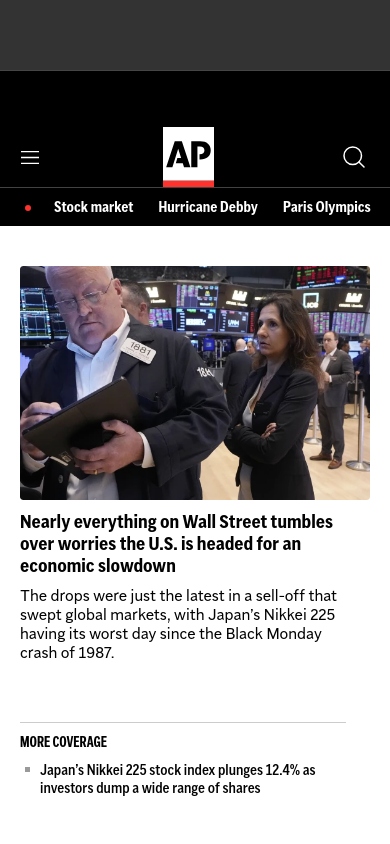 AP
Stock market Hurricane Debby Paris Olympics
1881
18M
Nearly everything on Wall Street tumbles
over worries the U.S. is headed for an
economic slowdown
The drops were just the latest in a sell-off that
swept global markets, with Japan’s Nikkei 225
having its worst day since the Black Monday
crash of 1987.
MORE COVERAGE
Japan’s Nikkei 225 stock index plunges 12.4% as
investors dump a wide range of shares